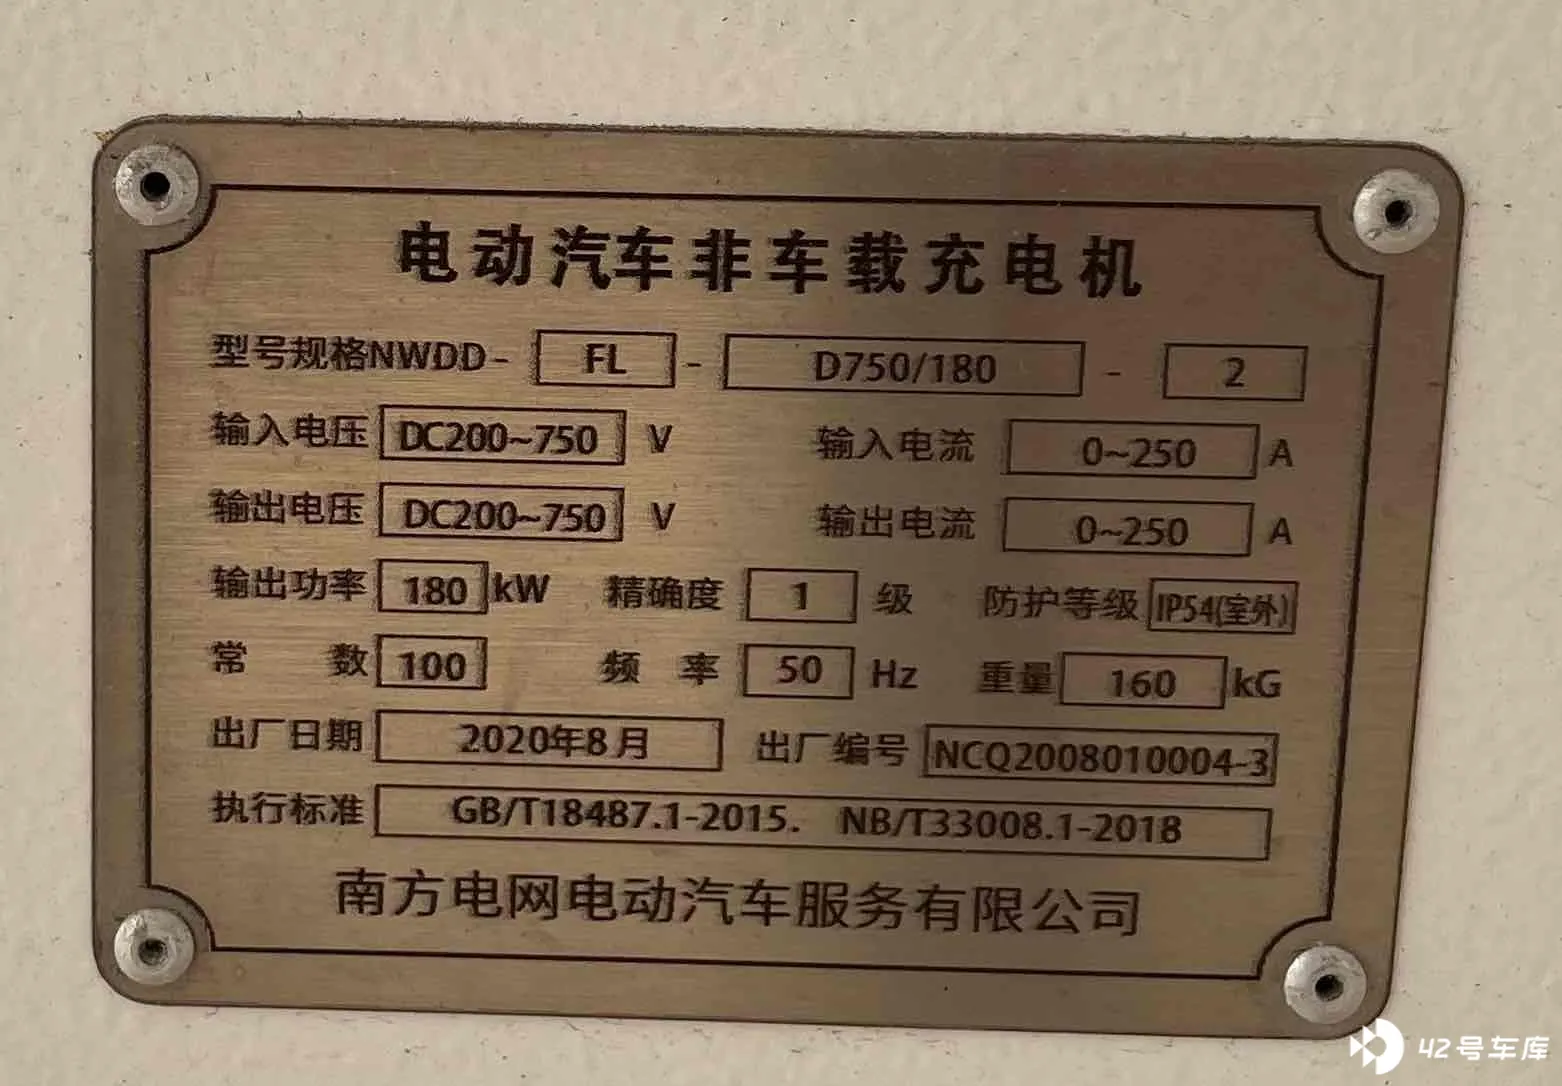 电动汽车非车载充电机
型号规格NWDD- FL - D750/180 - 2
输入电压 DC200~750 V 输入电流 0~250 A
输出电压 DC200~750 V 输出电流 0~250 A
输出功率 180 kW 精确度 1 级 防护等级 IP54(室外)
常数 100 频率 50 Hz 重量 160 kG
出厂日期 2020年8月 出厂编号 NCQ2008010004-3
执行标准 GB/T18487.1-2015. NB/T33008.1-2018
南方电网电动汽车服务有限公司
42号车库